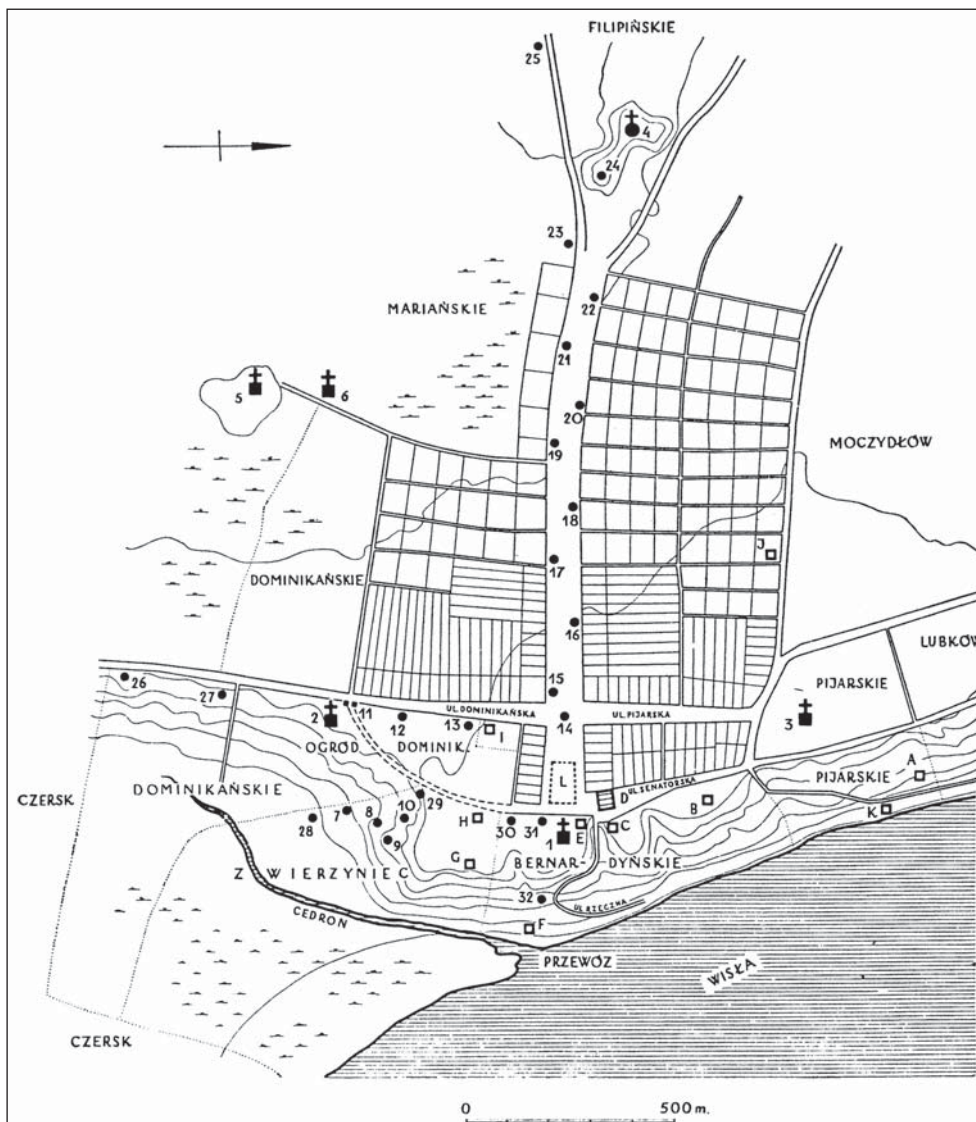 FILIPIŃSKIE
25
4
24
23
MARIAŃSKIE
22
21
5
6
20
19
MOCZYDŁÓW
18
J
17
DOMINIKAŃSKIE
16
LUBKÓW
15
PIJARSKIE
26
27
2
11
12
UL. DOMINIKAŃSKA
13
I
14
UL. PIJARSKA
3
OGRÓD DOMINIK.
PIJARSKIE
A
CZERSK
DOMINIKAŃSKIE
L
D
UL. SENATORSKA
B
K
28
7
8
9
10
29
H
30
31
1
E
C
G
BERNAR-DYŃSKIE
ZWIERZYNIEC
32
UL. RZECZNA
CEDRON
F
PRZEWÓZ
WISŁA
CZERSK
0 500 m.